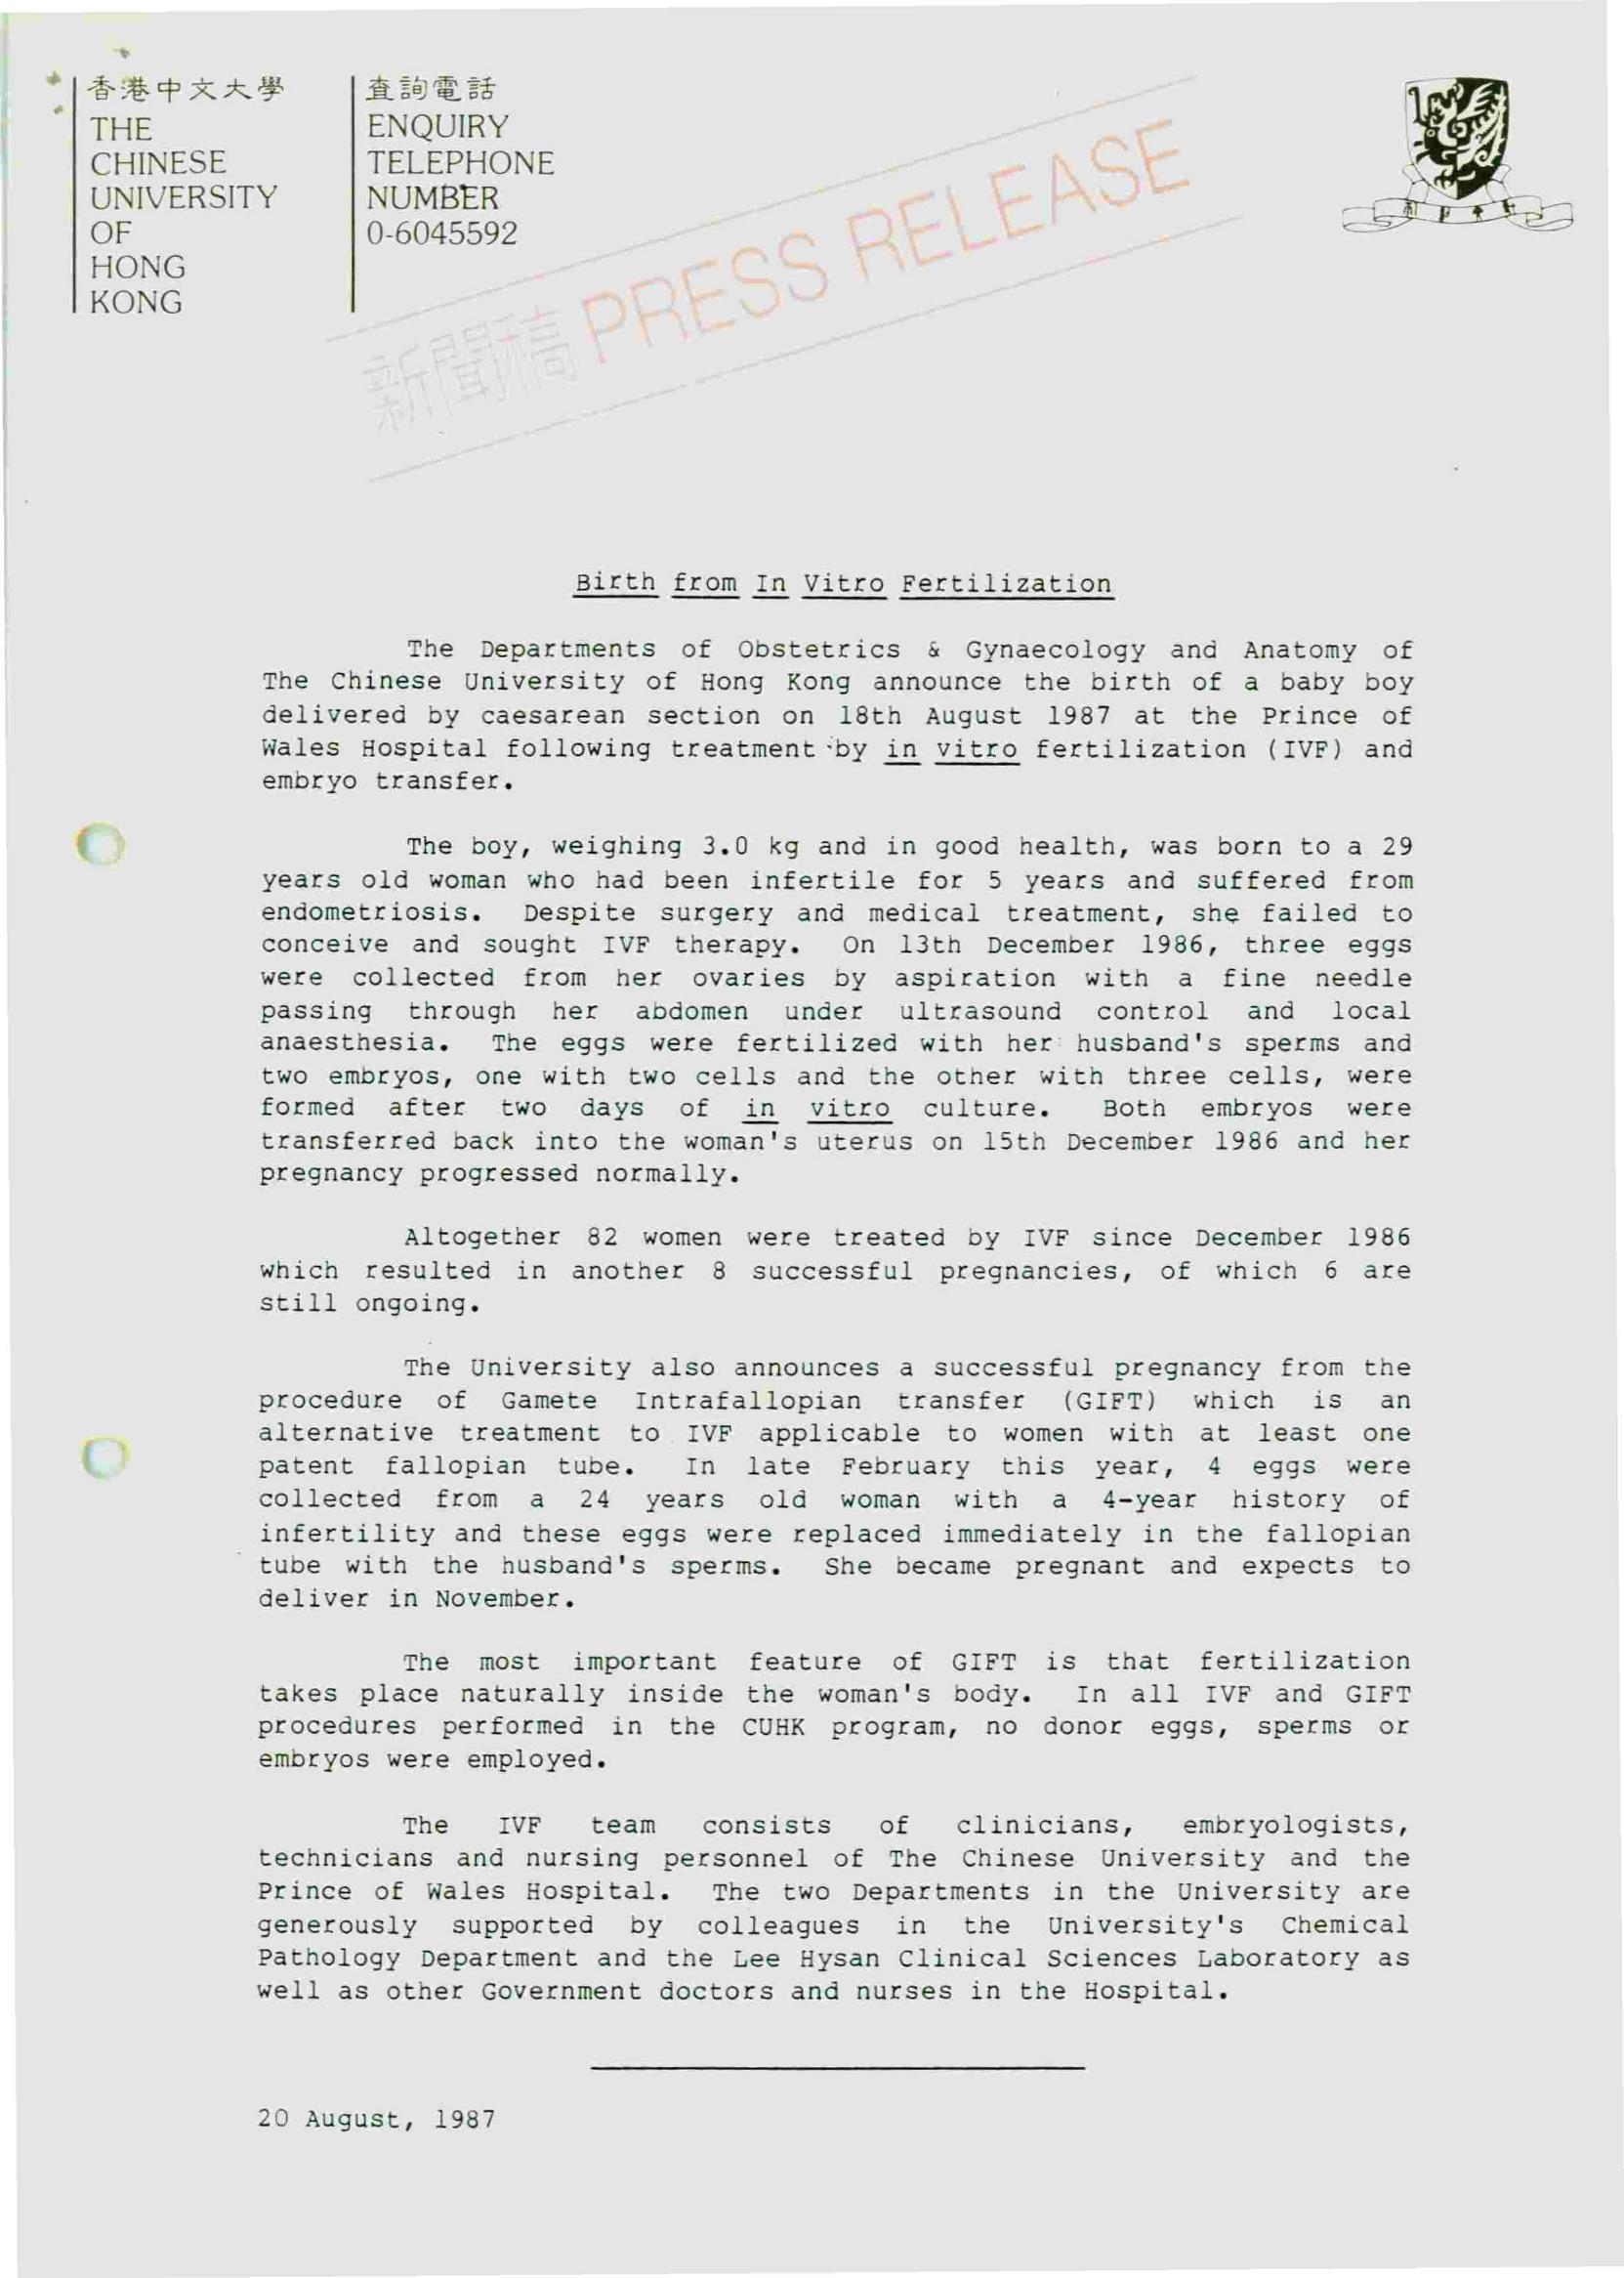 香港中文大學
THE
CHINESE
UNIVERSITY
OF
HONG
KONG
查詢電話
ENQUIRY
TELEPHONE
NUMBER
0-6045592
新聞稿 PRESS RELEASE
Birth from In Vitro Fertilization
The Departments of Obstetrics & Gynaecology and Anatomy of
The Chinese University of Hong Kong announce the birth of a baby boy
delivered by caesarean section on 18th August 1987 at the Prince of
Wales Hospital following treatment by in vitro fertilization (IVF) and
embryo transfer.
The boy, weighing 3.0 kg and in good health, was born to a 29
years old woman who had been infertile for 5 years and suffered from
endometriosis. Despite surgery and medical treatment, she failed to
conceive and sought IVF therapy. On 13th December 1986, three eggs
were collected from her ovaries by aspiration with a fine needle
passing through her abdomen under ultrasound control and local
anaesthesia. The eggs were fertilized with her husband's sperms and
two embryos, one with two cells and the other with three cells, were
formed after two days of in vitro culture. Both embryos were
transferred back into the woman's uterus on 15th December 1986 and her
pregnancy progressed normally.
Altogether 82 women were treated by IVF since December 1986
which resulted in another 8 successful pregnancies, of which 6 are
still ongoing.
The University also announces a successful pregnancy from the
procedure of Gamete Intrafallopian transfer (GIFT) which is an
alternative treatment to IVF applicable to women with at least one
patent fallopian tube. In late February this year, 4 eggs were
collected from a 24 years old woman with a 4-year history of
infertility and these eggs were replaced immediately in the fallopian
tube with the husband's sperms. She became pregnant and expects to
deliver in November.
The most important feature of GIFT is that fertilization
takes place naturally inside the woman's body. In all IVF and GIFT
procedures performed in the CUHK program, no donor eggs, sperms or
embryos were employed.
The IVF team consists of clinicians, embryologists,
technicians and nursing personnel of The Chinese University and the
Prince of Wales Hospital. The two Departments in the University are
generously supported by colleagues in the University's Chemical
Pathology Department and the Lee Hysan Clinical Sciences Laboratory as
well as other Government doctors and nurses in the Hospital.
20 August, 1987